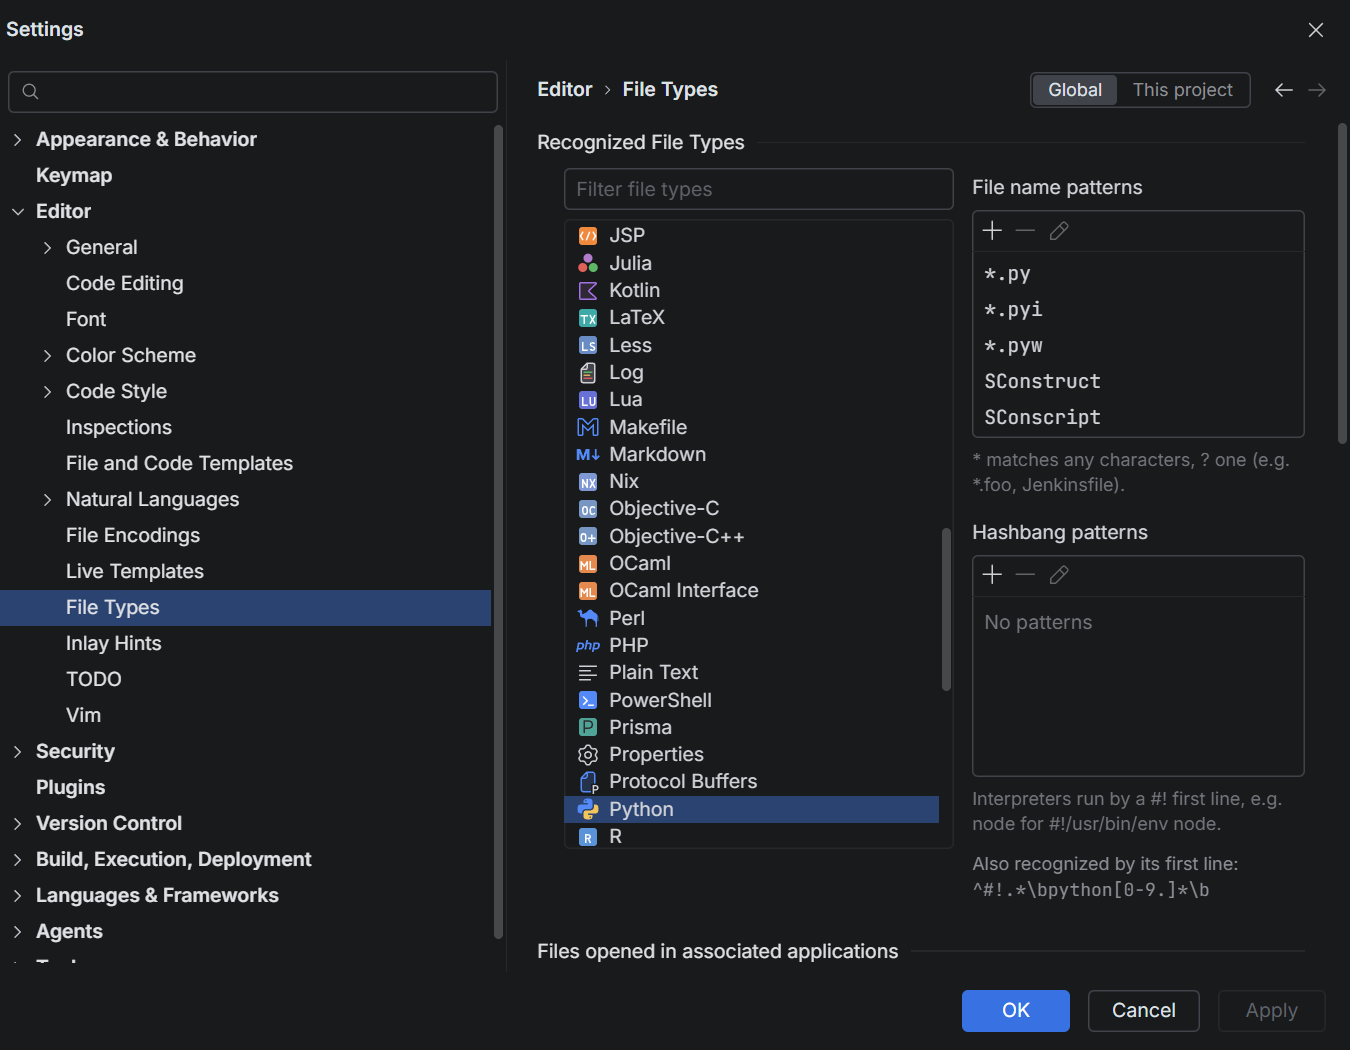 Settings
Appearance & Behavior
Keymap
Editor
General
Code Editing
Font
Color Scheme
Code Style
Inspections
File and Code Templates
Natural Languages
File Encodings
Live Templates
File Types
Inlay Hints
TODO
Vim
Security
Plugins
Version Control
Build, Execution, Deployment
Languages & Frameworks
Agents
Editor › File Types
Global
This project
Recognized File Types
Filter file types
JSP
Julia
Kotlin
LaTeX
Less
Log
Lua
Makefile
Markdown
Nix
Objective-C
Objective-C++
OCaml
OCaml Interface
Perl
PHP
Plain Text
PowerShell
Prisma
Properties
Protocol Buffers
Python
R
File name patterns
*.py
*.pyi
*.pyw
SConstruct
SConscript
* matches any characters, ? one (e.g.
*.foo, Jenkinsfile).
Hashbang patterns
No patterns
Interpreters run by a #! first line, e.g.
node for #!/usr/bin/env node.
Also recognized by its first line:
^#!.*\bpython[0-9.]*\b
Files opened in associated applications
OK
Cancel
Apply